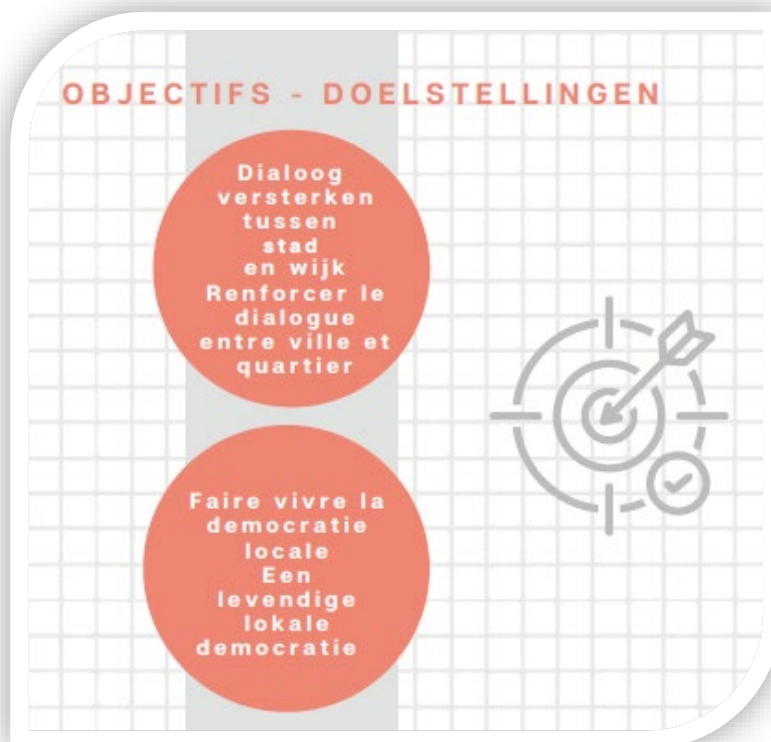 OBJECTIFS - DOELSTELLINGEN
Dialoog
versterken
tussen
stad
en wijk
Renforcer le
dialogue
entre ville et
quartier
Faire vivre la
democratie
locale
Een
levendige
lokale
democratie